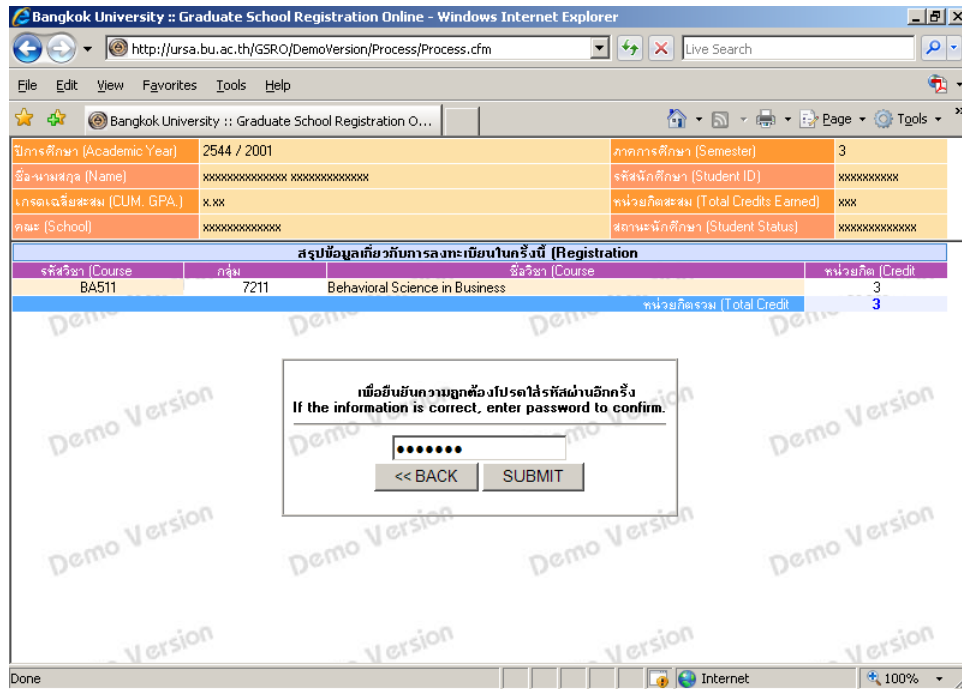 Bangkok University :: Graduate School Registration Online - Windows Internet Explorer
http://ursa.bu.ac.th/GSRO/DemoVersion/Process/Process.cfm
Live Search
File Edit View Favorites Tools Help
Bangkok University :: Graduate School Registration O...
Page Tools
ปีการศึกษา (Academic Year) 2544 / 2001 ภาคการศึกษา (Semester) 3
ชื่อ-นามสกุล (Name) xxxxxxxxxxxxxx xxxxxxxxxxxxx รหัสนักศึกษา (Student ID) xxxxxxxxxx
เกรดเฉลี่ยสะสม (CUM. GPA.) x.xx หน่วยกิตสะสม (Total Credits Earned) xxx
คณะ (School) xxxxxxxxxxxxx สถานะนักศึกษา (Student Status) xxxxxxxxxxxxx
สรุปข้อมูลเกี่ยวกับการลงทะเบียนในครั้งนี้ (Registration
รหัสวิชา (Course กลุ่ม ชื่อวิชา (Course หน่วยกิต (Credit
BA511 7211 Behavioral Science in Business 3
หน่วยกิตรวม (Total Credit 3
เพื่อยืนยันความถูกต้องโปรดใส่รหัสผ่านอีกครั้ง
If the information is correct, enter password to confirm.
•••••••
<< BACK SUBMIT
Demo Version Demo Version Demo Version Demo Version
Demo Version Demo Version Demo Version Demo Version
Version Version Version Version
Done Internet 100%